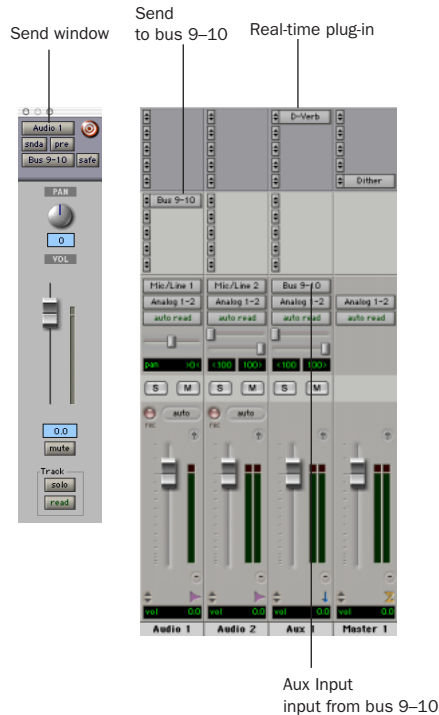 Send window
Send
to bus 9–10
Real-time plug-in
Audio 1
snda pre
Bus 9-10 safe
PAN
0
VOL
0.0
mute
Track
solo
read
D-Verb
Dither
Bus 9-10
Mic/Line 1 Mic/Line 2 Bus 9-10
Analog 1-2 Analog 1-2 Analog 1-2 Analog 1-2
auto read auto read auto read auto read
pan >0< <100 100> <100 100>
S M S M S M
auto auto
rec rec
vol 0.0 vol 0.0 vol 0.0 vol 0.0
Audio 1 Audio 2 Aux 1 Master 1
Aux Input
input from bus 9–10